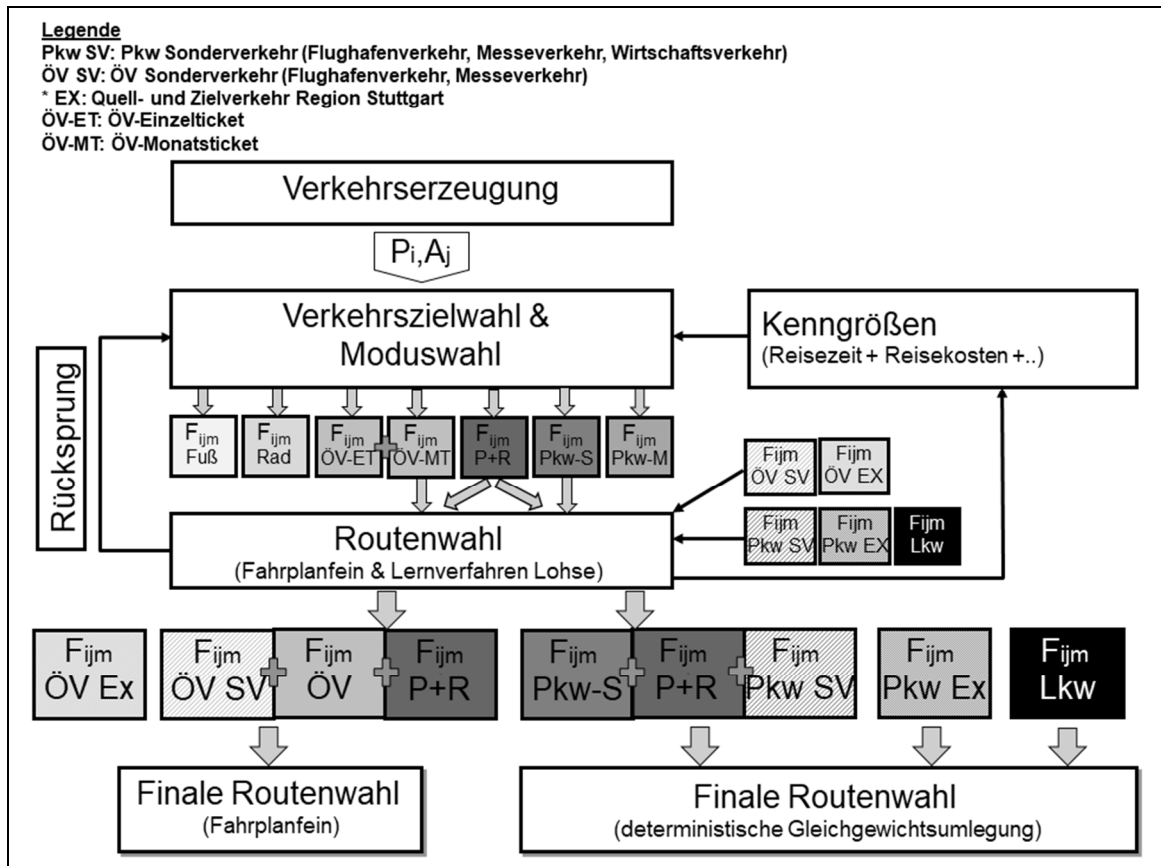 Legende
Pkw SV: Pkw Sonderverkehr (Flughafenverkehr, Messeverkehr, Wirtschaftsverkehr)
ÖV SV: ÖV Sonderverkehr (Flughafenverkehr, Messeverkehr)
* EX: Quell- und Zielverkehr Region Stuttgart
ÖV-ET: ÖV-Einzelticket
ÖV-MT: ÖV-Monatsticket
Verkehrserzeugung
Pi,Aj
Verkehrszielwahl &
Moduswahl
Kenngrößen
(Reisezeit + Reisekosten +..)
Rücksprung
Fijm
Fuß
Fijm
Rad
Fijm
ÖV-ET
+
Fijm
ÖV-MT
Fijm
P+R
Fijm
Pkw-S
Fijm
Pkw-M
Fijm
ÖV SV
Fijm
ÖV EX
Fijm
Pkw SV
Fijm
Pkw EX
Fijm
Lkw
Routenwahl
(Fahrplanfein & Lernverfahren Lohse)
Fijm
ÖV Ex
Fijm
ÖV SV
+
Fijm
ÖV
+
Fijm
P+R
Fijm
Pkw-S
+
Fijm
P+R
+
Fijm
Pkw SV
Fijm
Pkw Ex
Fijm
Lkw
Finale Routenwahl
(Fahrplanfein)
Finale Routenwahl
(deterministische Gleichgewichtsumlegung)